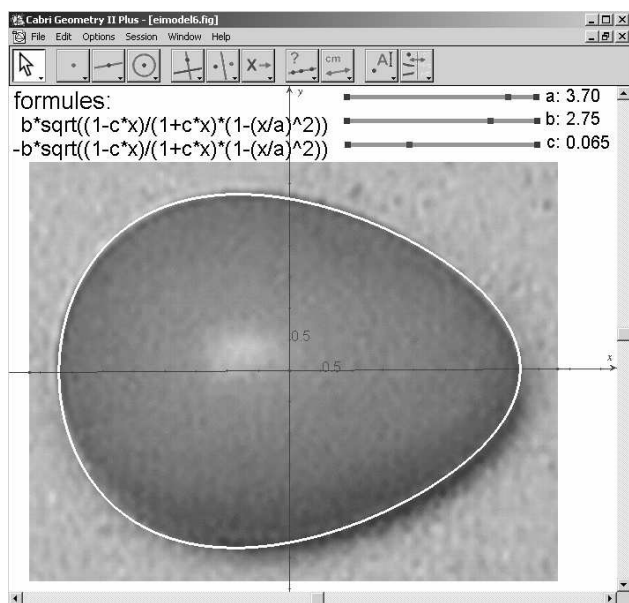 Cabri Geometry II Plus - [eimodel6.fig]
File Edit Options Session Window Help
X→ ? cm AI
formules:
b*sqrt((1-c*x)/(1+c*x)*(1-(x/a)^2))
-b*sqrt((1-c*x)/(1+c*x)*(1-(x/a)^2))
a: 3.70
b: 2.75
c: 0.065
y
0.5
0.5
x